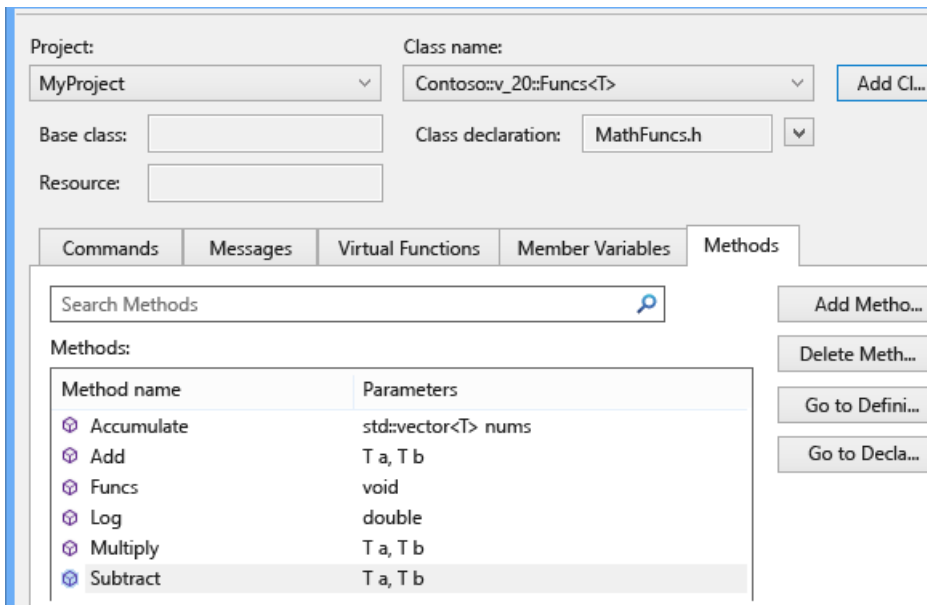 Project: Class name:
MyProject Contoso::v_20::Funcs<T> Add Cl...
Base class: Class declaration: MathFuncs.h
Resource:
Commands Messages Virtual Functions Member Variables Methods
Search Methods Add Metho...
Methods: Delete Meth...
Method name Parameters
Go to Defini...
Accumulate std::vector<T> nums
Add T a, T b Go to Decla...
Funcs void
Log double
Multiply T a, T b
Subtract T a, T b